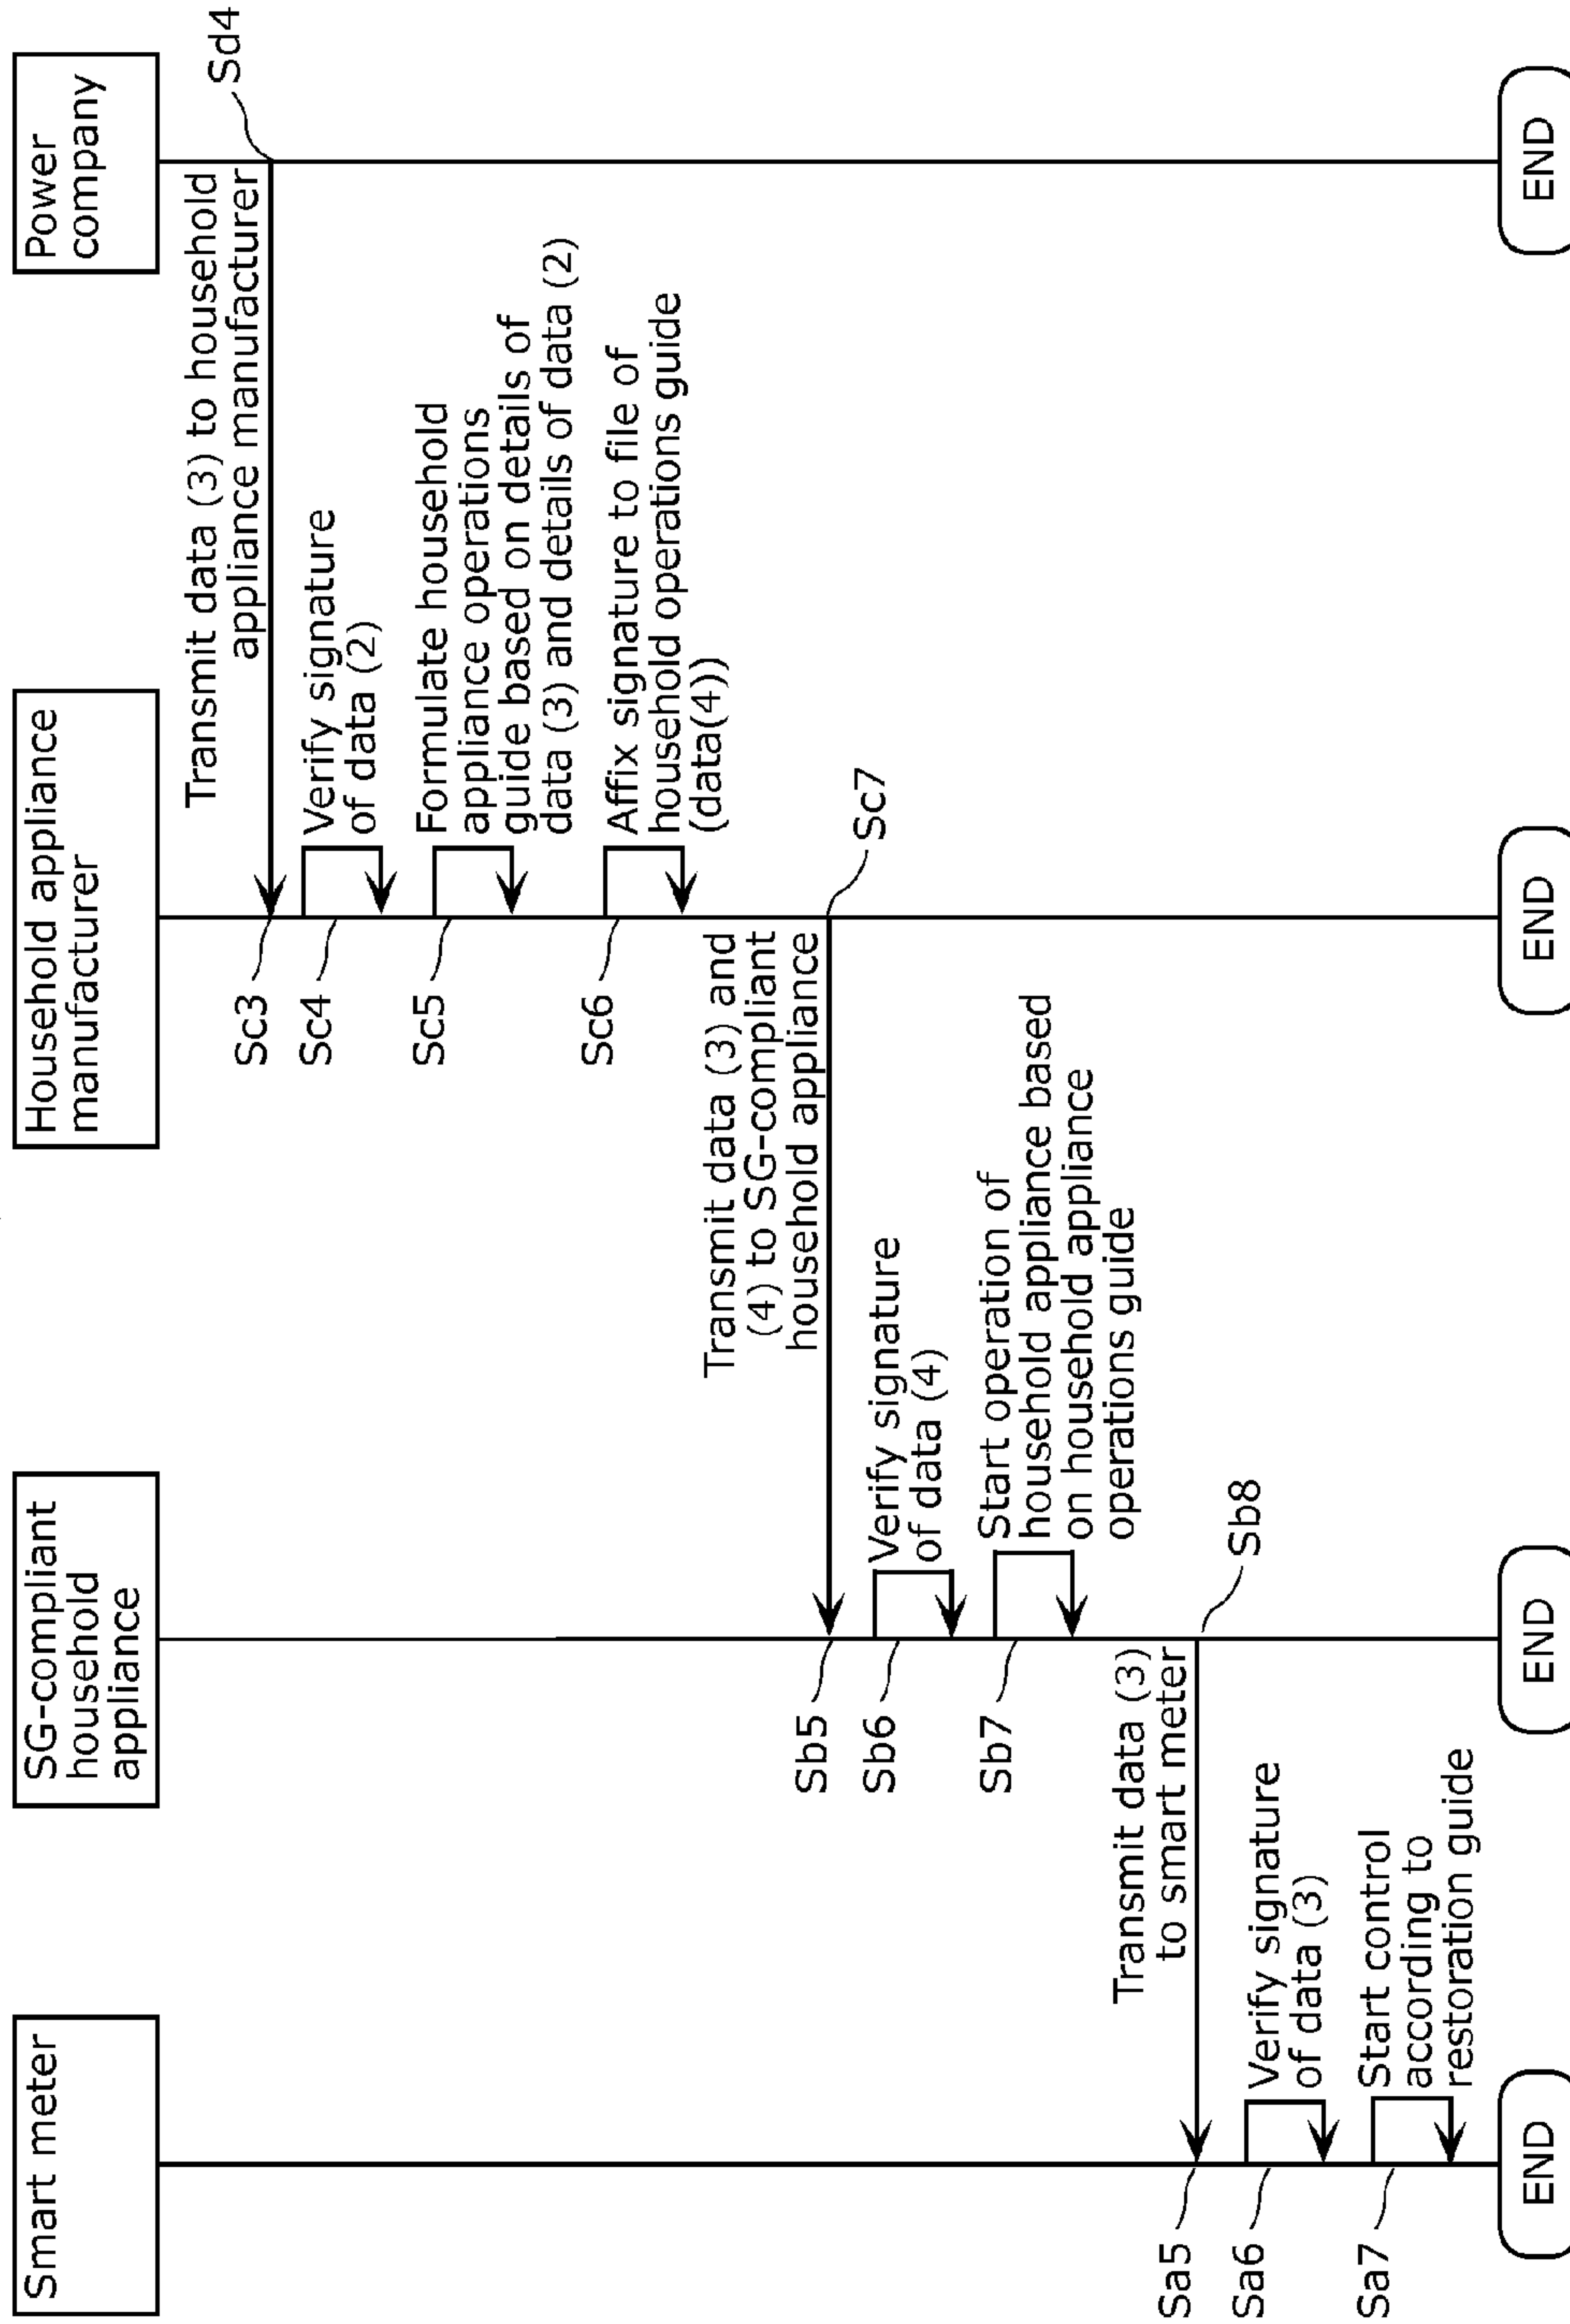 Smart meter
SG-compliant
household
appliance
Household appliance
manufacturer
Power
company
Sd4
Transmit data (3) to household
appliance manufacturer
Sc3
Verify signature
of data (2)
Sc4
Formulate household
appliance operations
guide based on details of
data (3) and details of data (2)
Sc5
Affix signature to file of
household operations guide
(data(4))
Sc6
Transmit data (3) and
(4) to SG-compliant
household appliance
Sc7
Sb5
Verify signature
of data (4)
Sb6
Start operation of
household appliance based
on household appliance
operations guide
Sb7
Transmit data (3)
to smart meter
Sb8
Sa5
Verify signature
of data (3)
Sa6
Start control
according to
restoration guide
Sa7
END
END
END
END